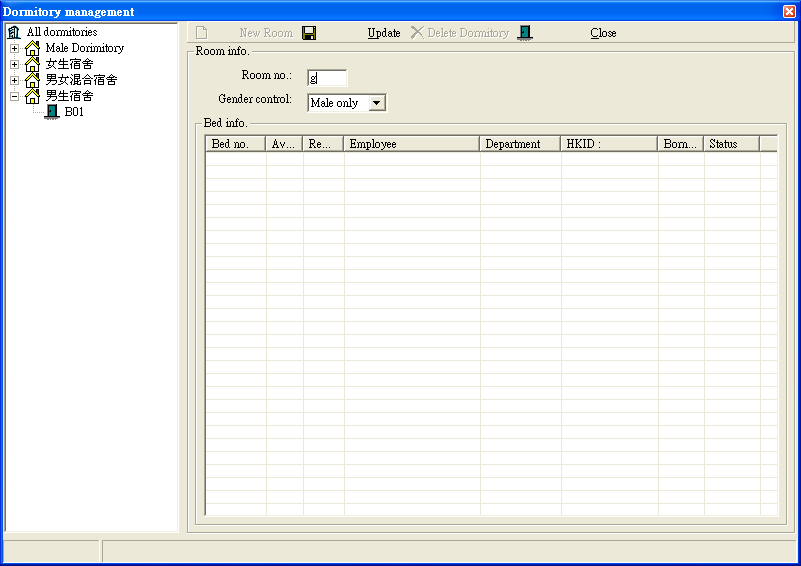 Dormitory management
All dormitories
Male Dorimitory
女生宿舍
男女混合宿舍
男生宿舍
B01
New Room Update Delete Dormitory Close
Room info.
Room no.: g
Gender control: Male only
Bed info.
Bed no. Av... Re... Employee Department HKID : Born... Status